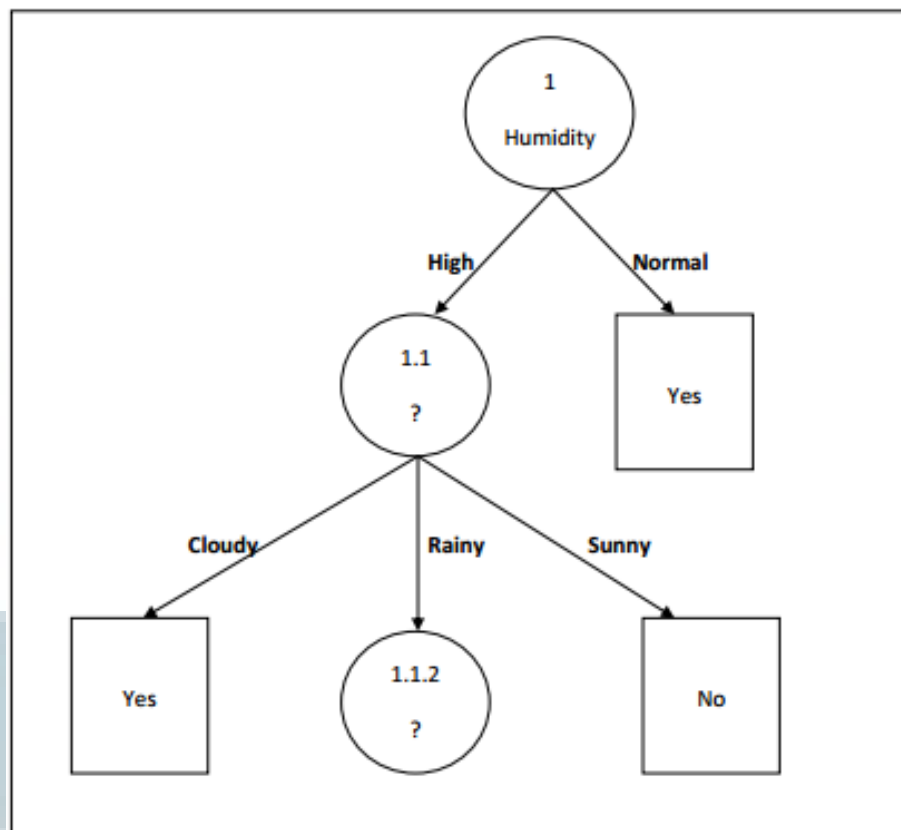 1
Humidity
High
Normal
1.1
?
Yes
Cloudy
Rainy
Sunny
Yes
1.1.2
?
No